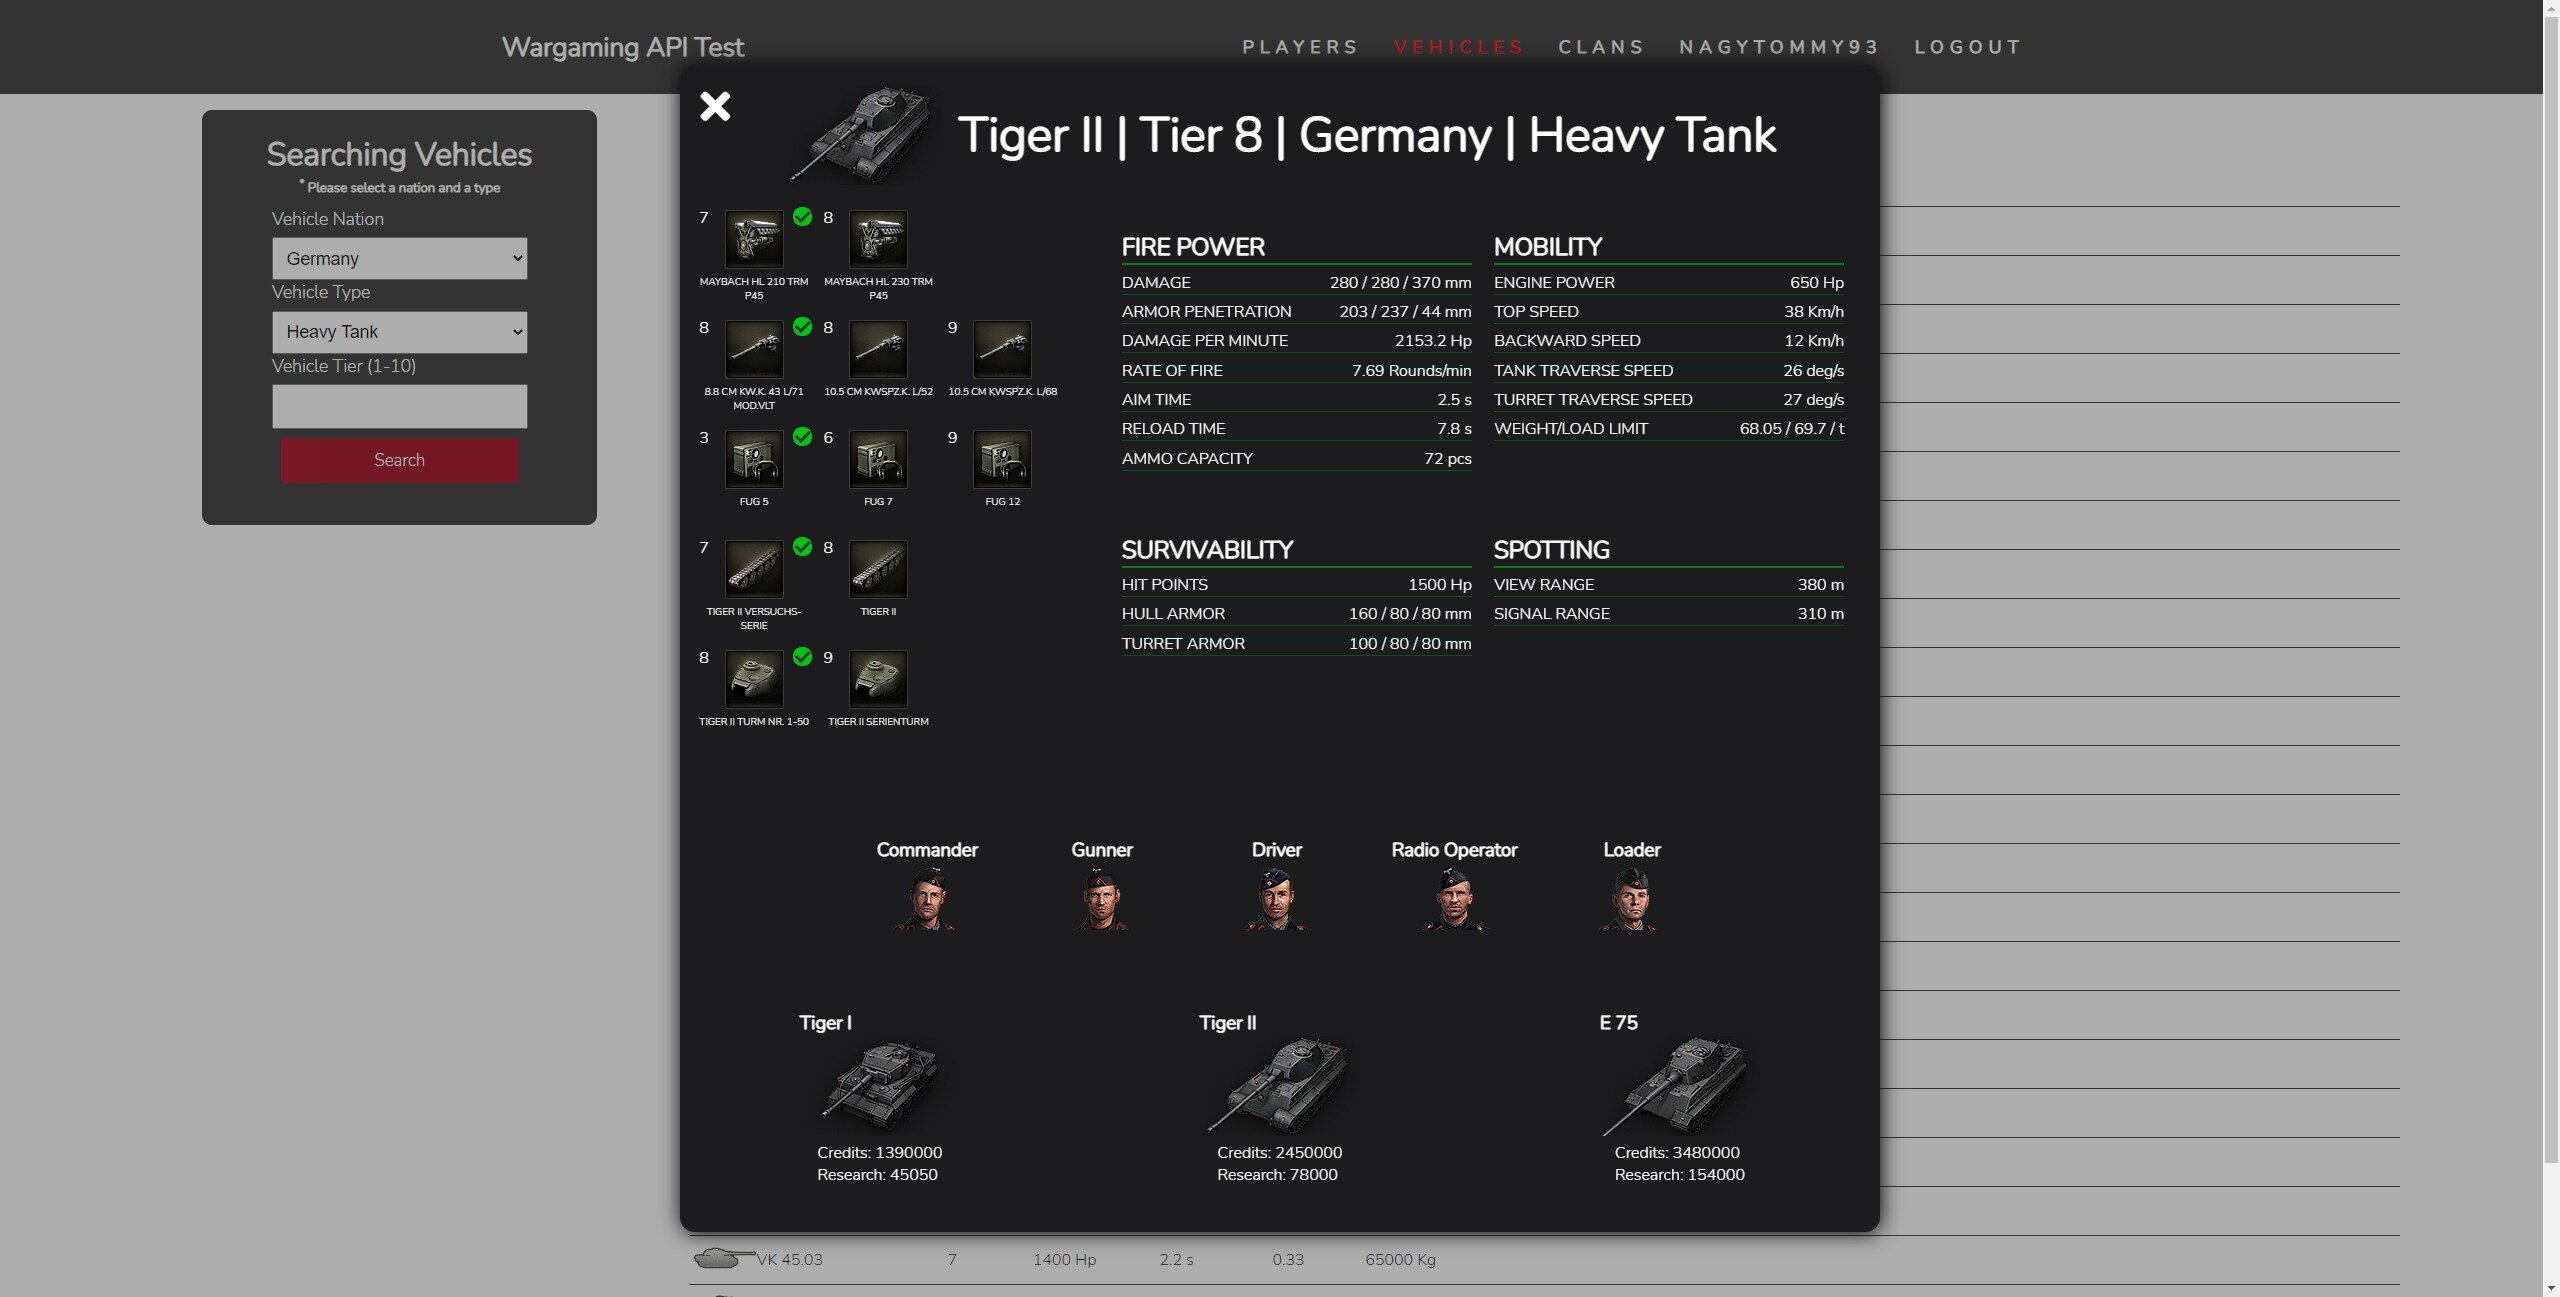 Wargaming API Test
PLAYERS VEHICLES CLANS NAGYTOMMY93 LOGOUT
Searching Vehicles
* Please select a nation and a type
Vehicle Nation
Germany
Vehicle Type
Heavy Tank
Vehicle Tier (1-10)
Search
Tiger II | Tier 8 | Germany | Heavy Tank
7 8
MAYBACH HL 210 TRM MAYBACH HL 230 TRM
P45 P45
8 8 9
8.8 CM KW.K. 43 L/71 10.5 CM KWSPZ.K. L/52 10.5 CM KWSPZ.K. L/68
MOD.VLT
3 6 9
FUG 5 FUG 7 FUG 12
7 8
TIGER II VERSUCHS- TIGER II
SERIE
8 9
TIGER II TURM NR. 1-50 TIGER II SERIENTURM
FIRE POWER
DAMAGE 280 / 280 / 370 mm
ARMOR PENETRATION 203 / 237 / 44 mm
DAMAGE PER MINUTE 2153.2 Hp
RATE OF FIRE 7.69 Rounds/min
AIM TIME 2.5 s
RELOAD TIME 7.8 s
AMMO CAPACITY 72 pcs
MOBILITY
ENGINE POWER 650 Hp
TOP SPEED 38 Km/h
BACKWARD SPEED 12 Km/h
TANK TRAVERSE SPEED 26 deg/s
TURRET TRAVERSE SPEED 27 deg/s
WEIGHT/LOAD LIMIT 68.05 / 69.7 / t
SURVIVABILITY
HIT POINTS 1500 Hp
HULL ARMOR 160 / 80 / 80 mm
TURRET ARMOR 100 / 80 / 80 mm
SPOTTING
VIEW RANGE 380 m
SIGNAL RANGE 310 m
Commander Gunner Driver Radio Operator Loader
Tiger I Tiger II E 75
Credits: 1390000 Credits: 2450000 Credits: 3480000
Research: 45050 Research: 78000 Research: 154000
VK 45.03 7 1400 Hp 2.2 s 0.33 65000 Kg